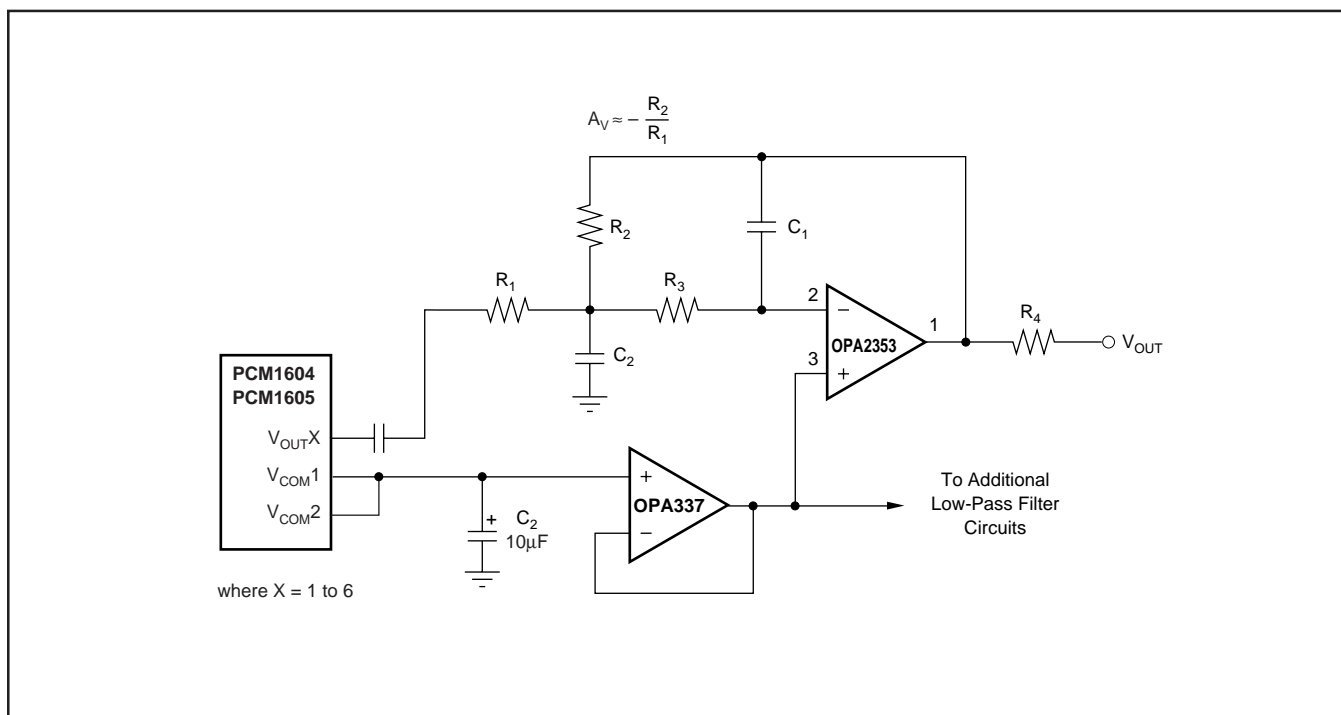 A_V ≈ − R_2 / R_1
R_2
C_1
R_1
R_3
2
−
OPA2353
1
R_4
V_OUT
3
+
C_2
PCM1604
PCM1605
V_OUTX
V_COM1
V_COM2
+
OPA337
−
+
C_2
10μF
To Additional
Low-Pass Filter
Circuits
where X = 1 to 6